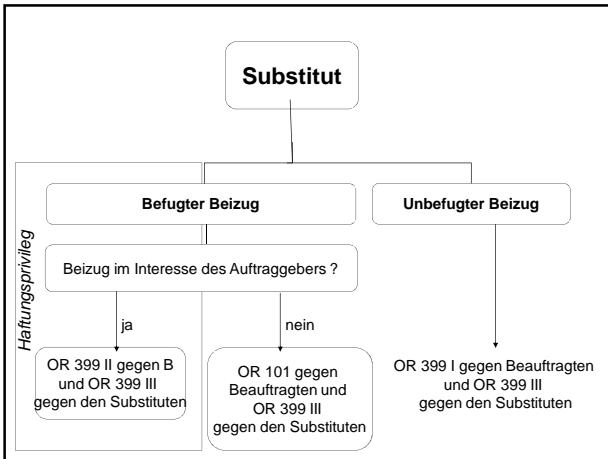 Substitut
Haftungsprivileg
Befugter Beizug
Unbefugter Beizug
Beizug im Interesse des Auftraggebers ?
ja
nein
OR 399 II gegen B
und OR 399 III
gegen den Substituten
OR 101 gegen
Beauftragten und
OR 399 III
gegen den Substituten
OR 399 I gegen Beauftragten
und OR 399 III
gegen den Substituten